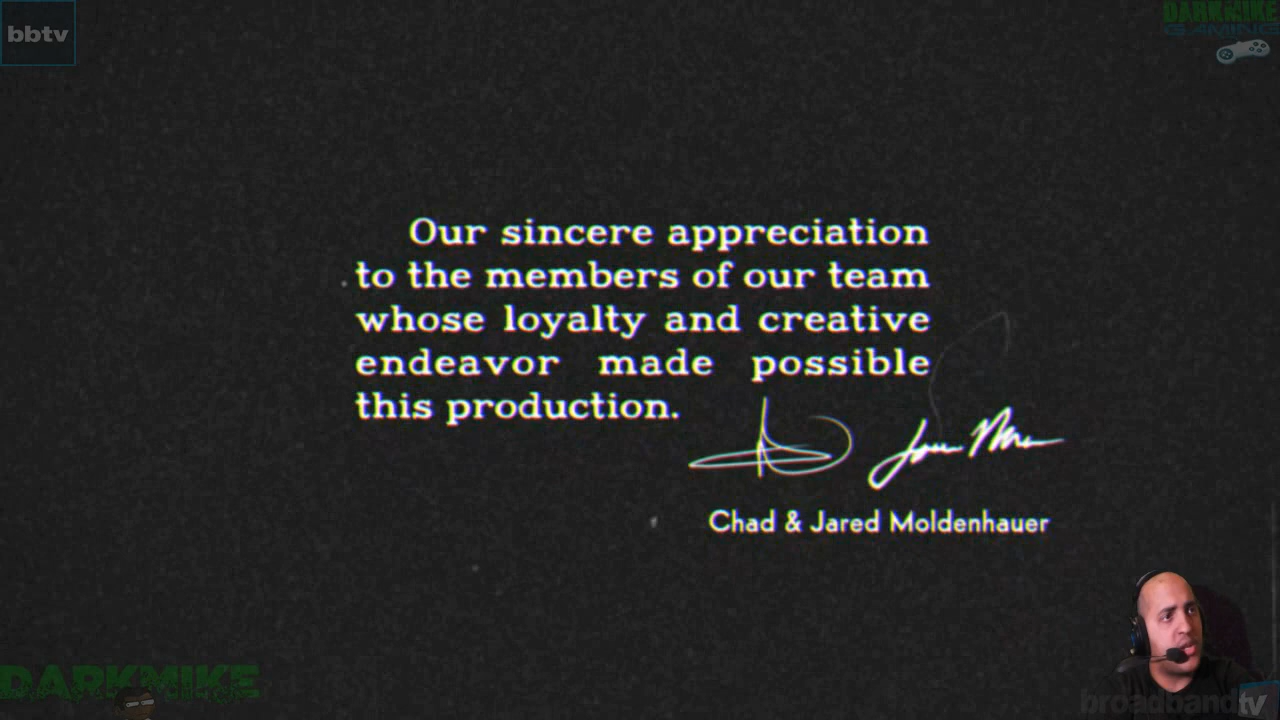 bbtv
DARKMIKE
GAMING
Our sincere appreciation
to the members of our team
whose loyalty and creative
endeavor made possible
this production.
Chad & Jared Moldenhauer
DARKMIKE
broadbandtv